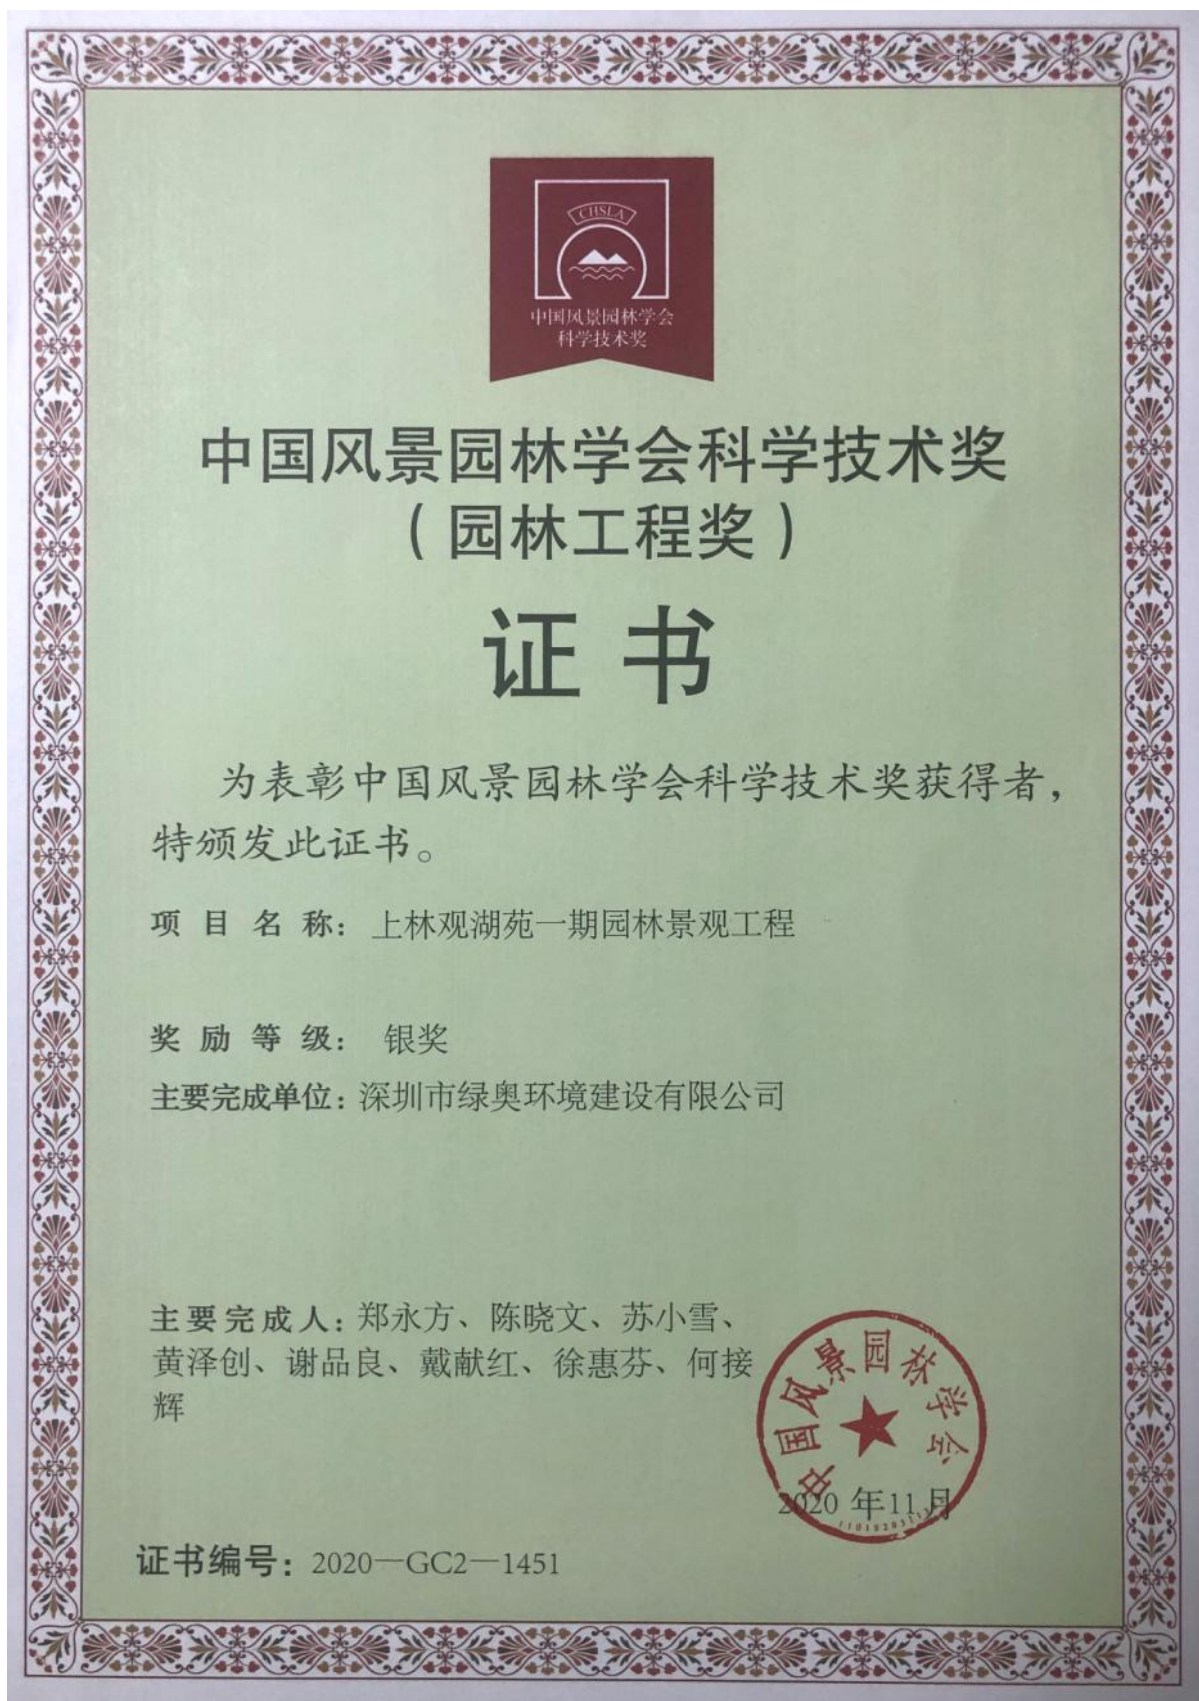 CHSLA
中国风景园林学会
科学技术奖
中国风景园林学会科学技术奖
（园林工程奖）
证书
为表彰中国风景园林学会科学技术奖获得者，
特颁发此证书。
项目名称：上林观湖苑一期园林景观工程
奖励等级：银奖
主要完成单位：深圳市绿奥环境建设有限公司
主要完成人：郑永方、陈晓文、苏小雪、
黄泽创、谢品良、戴献红、徐惠芬、何接
辉
中国风景园林学会
2020年11月
证书编号：2020—GC2—1451